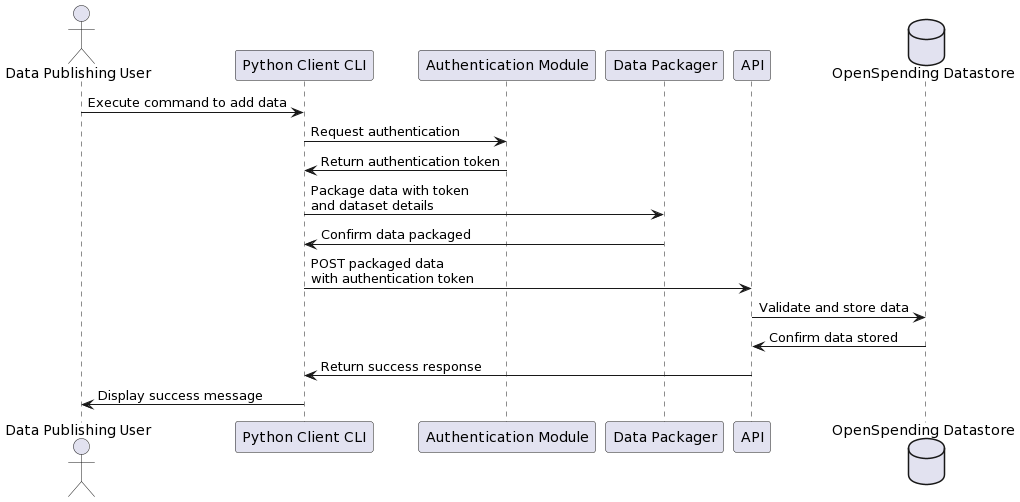 Data Publishing User
Python Client CLI
Authentication Module
Data Packager
API
OpenSpending Datastore
Execute command to add data
Request authentication
Return authentication token
Package data with token
and dataset details
Confirm data packaged
POST packaged data
with authentication token
Validate and store data
Confirm data stored
Return success response
Display success message
Data Publishing User
Python Client CLI
Authentication Module
Data Packager
API
OpenSpending Datastore